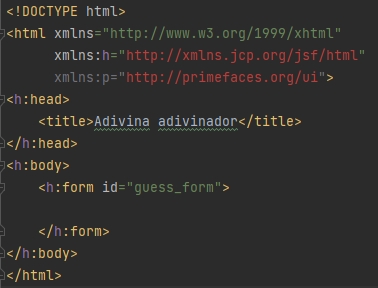 <!DOCTYPE html>
<html xmlns="http://www.w3.org/1999/xhtml"
xmlns:h="http://xmlns.jcp.org/jsf/html"
xmlns:p="http://primefaces.org/ui">
<h:head>
<title>Adivina adivinador</title>
</h:head>
<h:body>
<h:form id="guess_form">
</h:form>
</h:body>
</html>